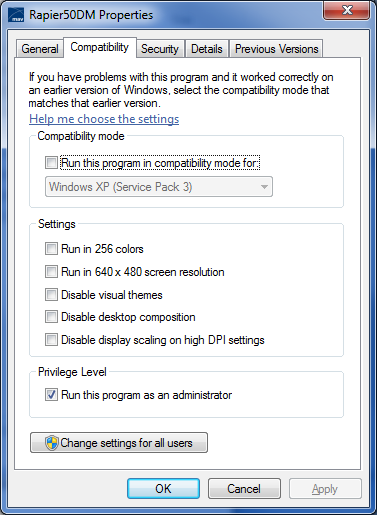 mav
Rapier50DM Properties
General
Compatibility
Security
Details
Previous Versions
If you have problems with this program and it worked correctly on
an earlier version of Windows, select the compatibility mode that
matches that earlier version.
Help me choose the settings
Compatibility mode
Run this program in compatibility mode for:
Windows XP (Service Pack 3)
Settings
Run in 256 colors
Run in 640 x 480 screen resolution
Disable visual themes
Disable desktop composition
Disable display scaling on high DPI settings
Privilege Level
Run this program as an administrator
Change settings for all users
OK
Cancel
Apply